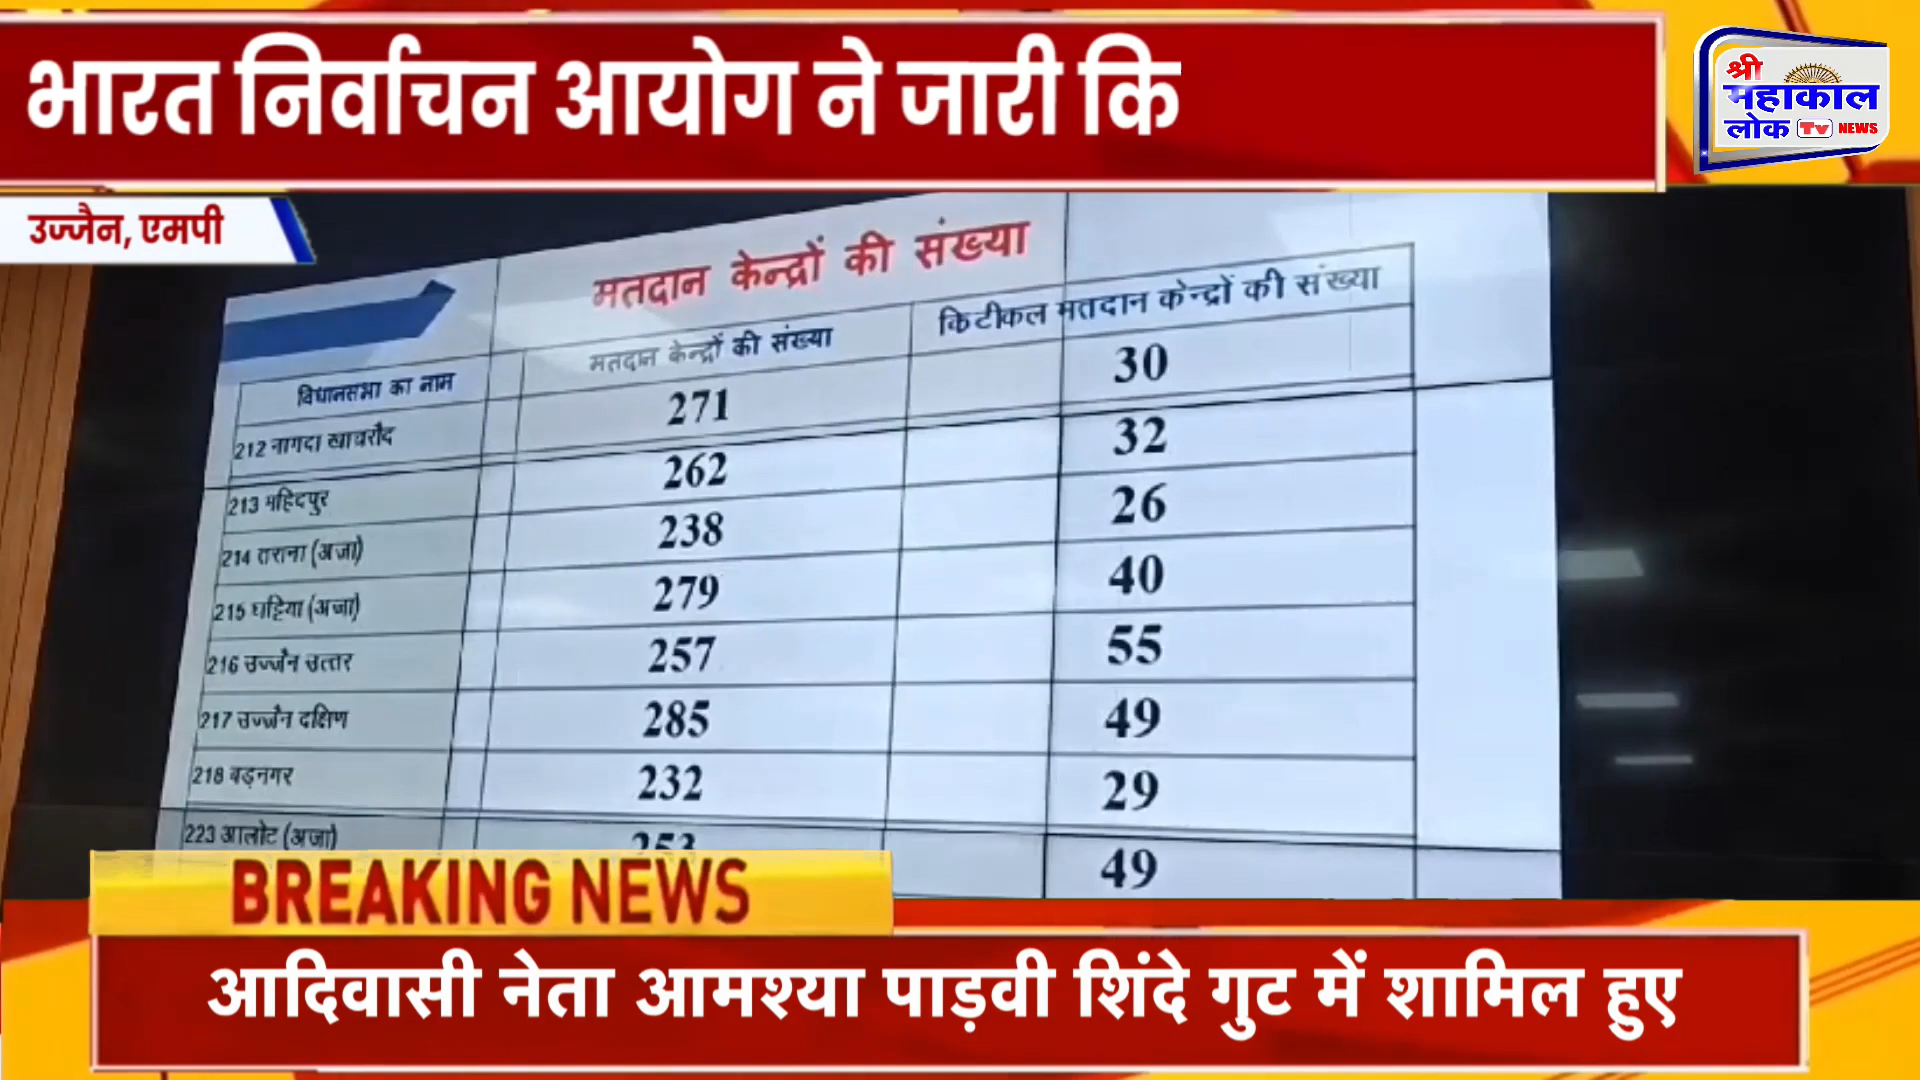 भारत निर्वाचन आयोग ने जारी कि
श्री
महाकाल
लोक Tv NEWS
उज्जैन, एमपी
मतदान केन्द्रों की संख्या
विधानसभा का नाम मतदान केन्द्रों की संख्या किटीकल मतदान केन्द्रों की संख्या
212 नागदा खाचरौद 271 30
213 महिदपुर 262 32
214 तराना (अजा) 238 26
215 घट्टिया (अजा) 279 40
216 उज्जैन उत्तर 257 55
217 उज्जैन दक्षिण 285 49
218 बड़नगर 232 29
223 आलोट (अजा) 253 49
BREAKING NEWS
आदिवासी नेता आमश्या पाड़वी शिंदे गुट में शामिल हुए